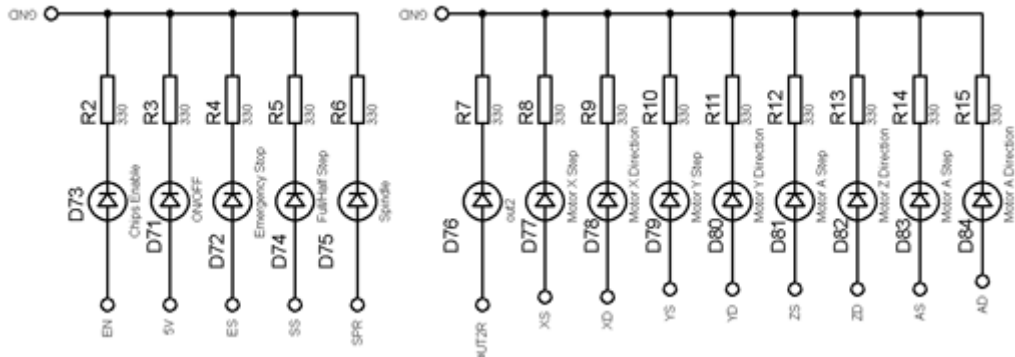 GND
R2
330
R3
330
R4
330
R5
330
R6
330
D73
Chips Enable
D71
ON/OFF
D72
Emergency Stop
D74
Full/Half Step
D75
Sprindle
EN
5V
ES
SS
SPR
GND
R7
330
R8
330
R9
330
R10
330
R11
330
R12
330
R13
330
R14
330
R15
330
D76
out2
D77
Motor X Step
D78
Motor X Direction
D79
Motor Y Step
D80
Motor Y Direction
D81
Motor A Step
D82
Motor Z Direction
D83
Motor A Step
D84
Motor A Direction
OUT2R
XS
XD
YS
YD
ZS
ZD
AS
AD